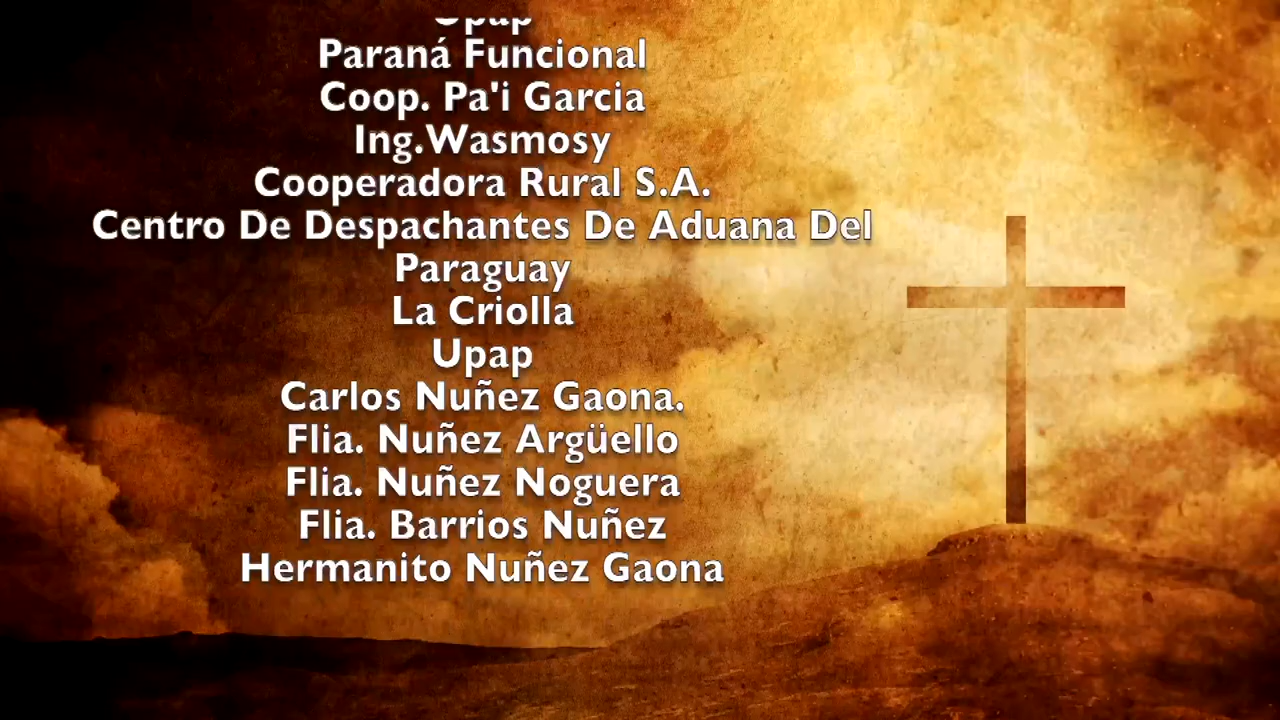 Upap
Paraná Funcional
Coop. Pa'i Garcia
Ing.Wasmosy
Cooperadora Rural S.A.
Centro De Despachantes De Aduana Del
Paraguay
La Criolla
Upap
Carlos Nuñez Gaona.
Flia. Nuñez Argüello
Flia. Nuñez Noguera
Flia. Barrios Nuñez
Hermanito Nuñez Gaona